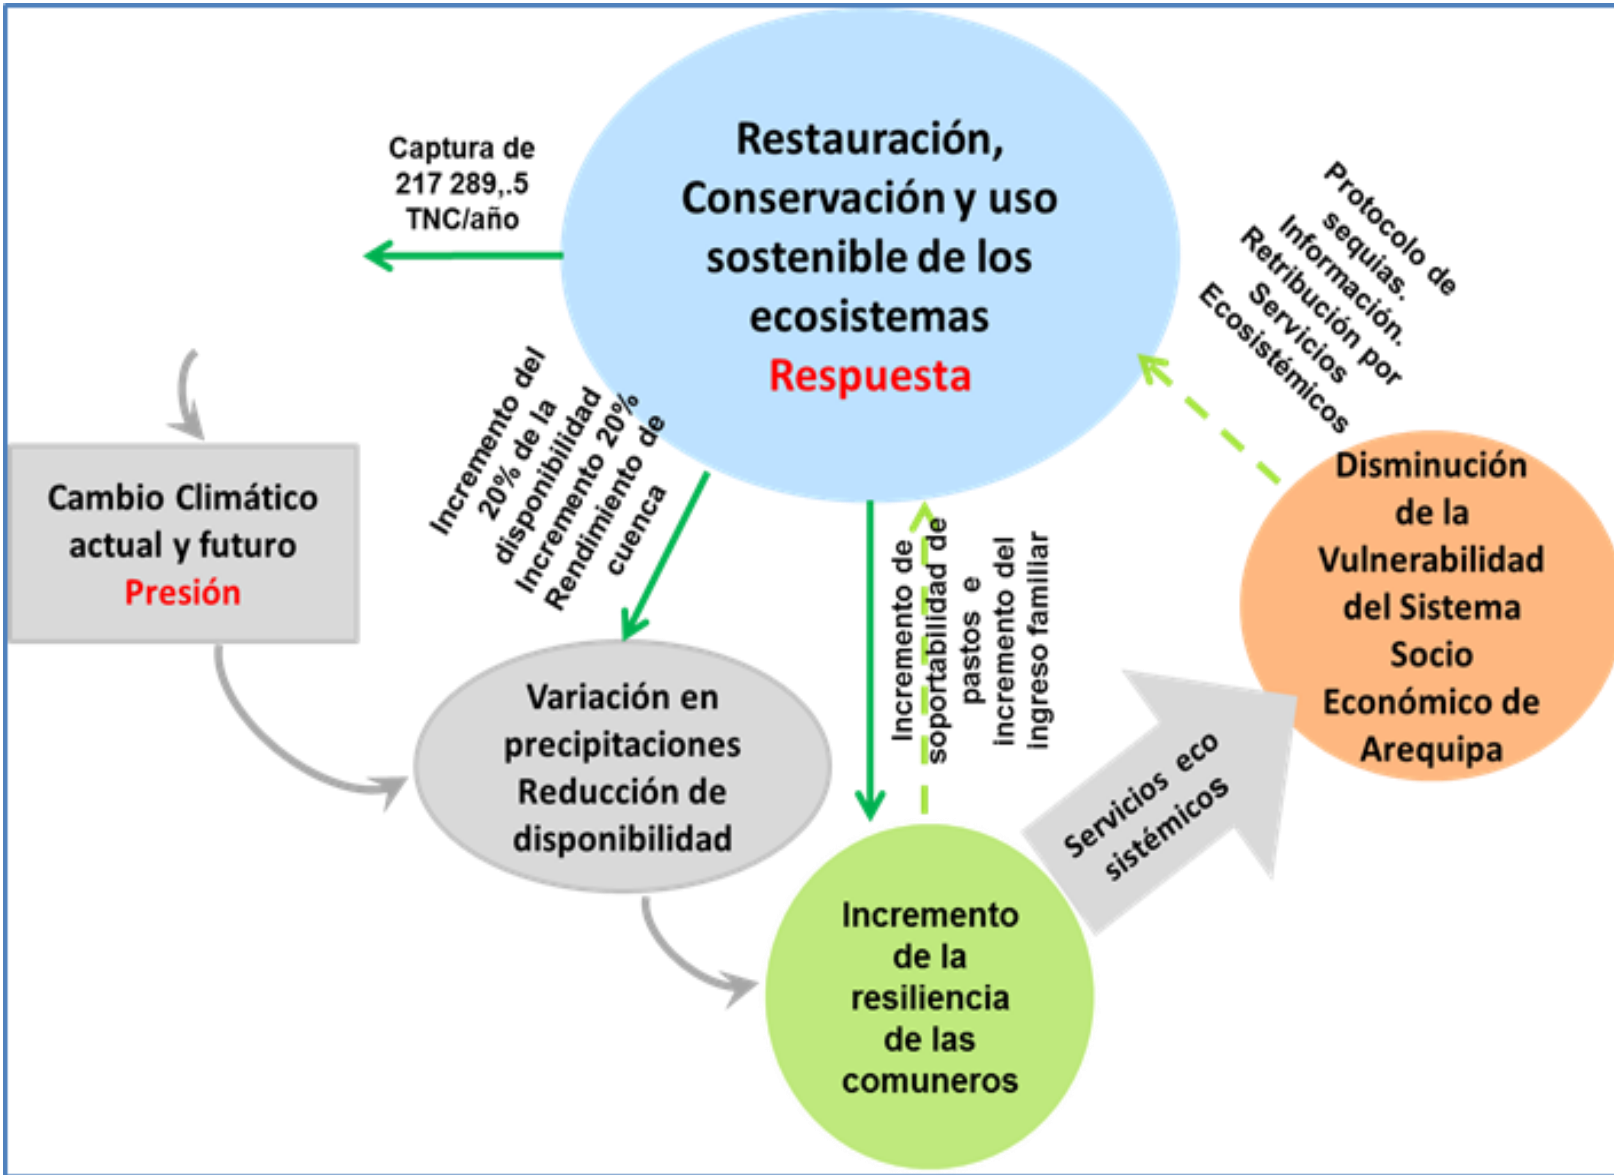 Restauración,
Conservación y uso
sostenible de los
ecosistemas
Respuesta
Captura de
217 289,.5
TNC/año
Protocolo de
sequias.
Información.
Retribución por
Servicios
Ecosistémicos
Incremento del
20% de la
disponibilidad
Incremento 20%
Rendimiento de
cuenca
Cambio Climático
actual y futuro
Presión
Incremento de
soportabilidad de
pastos e
incremento del
ingreso familiar
Disminución
de la
Vulnerabilidad
del Sistema
Socio
Económico de
Arequipa
Variación en
precipitaciones
Reducción de
disponibilidad
Servicios eco
sistémicos
Incremento
de la
resiliencia
de las
comuneros